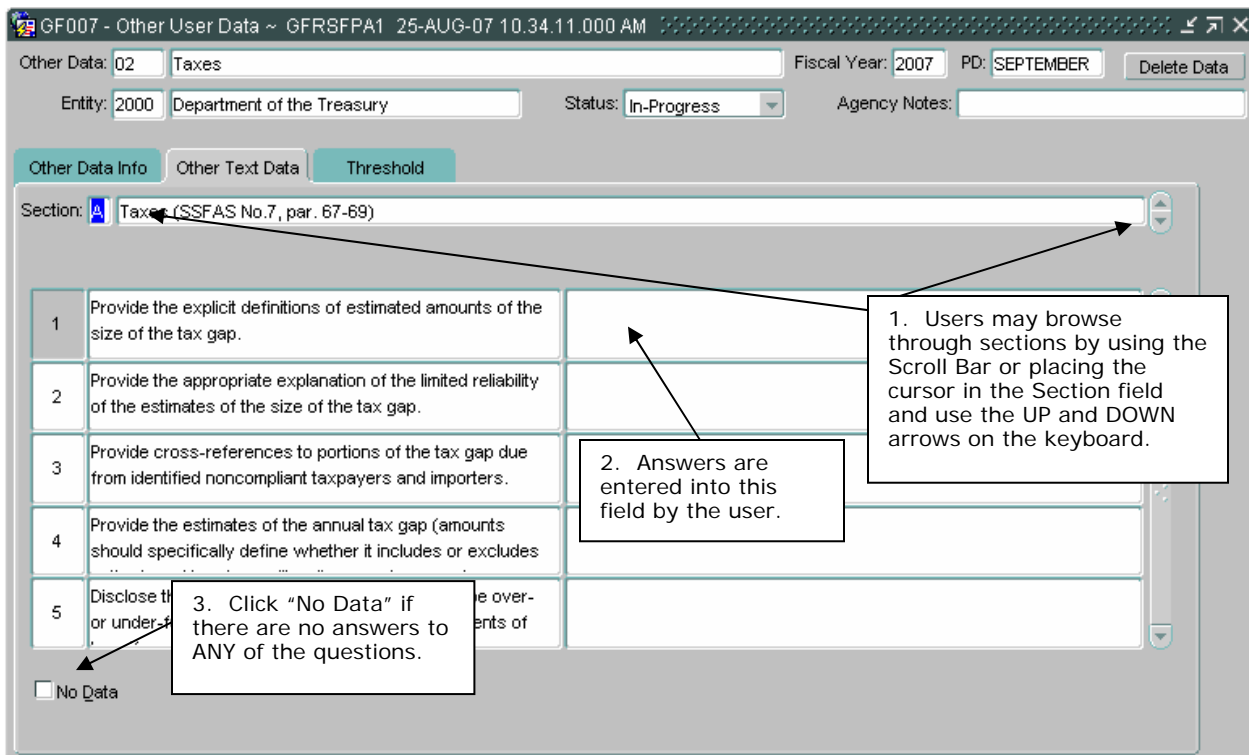 GF007 - Other User Data ~ GFRSFPA1 25-AUG-07 10.34.11.000 AM
Other Data: 02 Taxes Fiscal Year: 2007 PD: SEPTEMBER Delete Data
Entity: 2000 Department of the Treasury Status: In-Progress Agency Notes:
Other Data Info Other Text Data Threshold
Section: A Taxes (SSFAS No.7, par. 67-69)
1 Provide the explicit definitions of estimated amounts of the
size of the tax gap.
2 Provide the appropriate explanation of the limited reliability
of the estimates of the size of the tax gap.
3 Provide cross-references to portions of the tax gap due
from identified noncompliant taxpayers and importers.
4 Provide the estimates of the annual tax gap (amounts
should specifically define whether it includes or excludes
5 Disclose over-
or of
No Data
1. Users may browse
through sections by using the
Scroll Bar or placing the
cursor in the Section field
and use the UP and DOWN
arrows on the keyboard.
2. Answers are
entered into this
field by the user.
3. Click “No Data” if
there are no answers to
ANY of the questions.